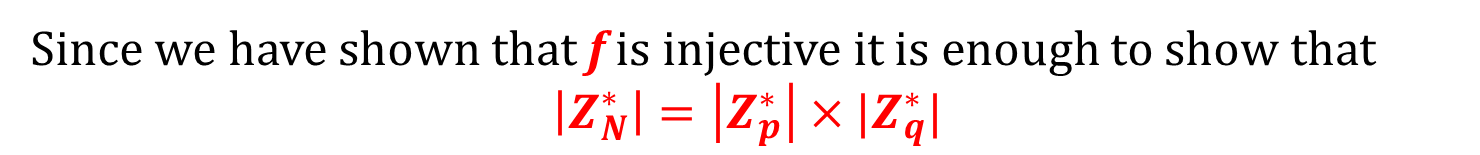 Since we have shown that f is injective it is enough to show that
|Z*_N| = |Z*_p| × |Z*_q|